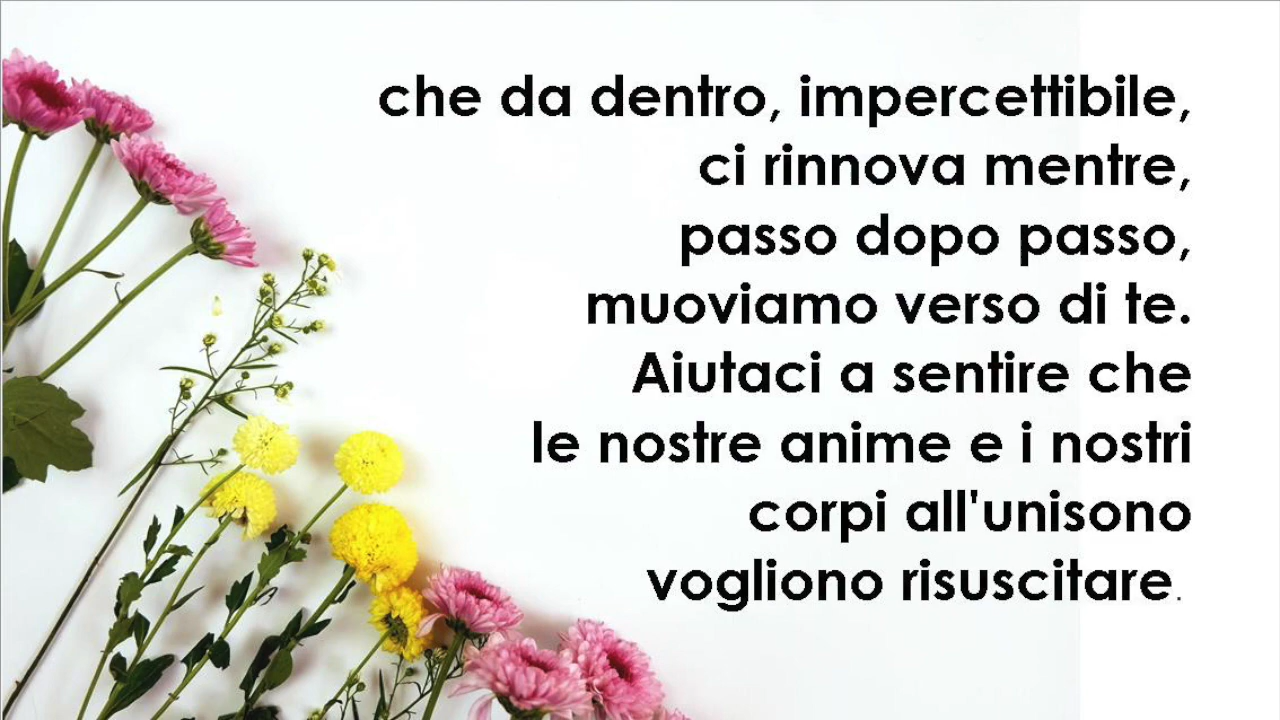 che da dentro, impercettibile,
ci rinnova mentre,
passo dopo passo,
muoviamo verso di te.
Aiutaci a sentire che
le nostre anime e i nostri
corpi all'unisono
vogliono risuscitare.